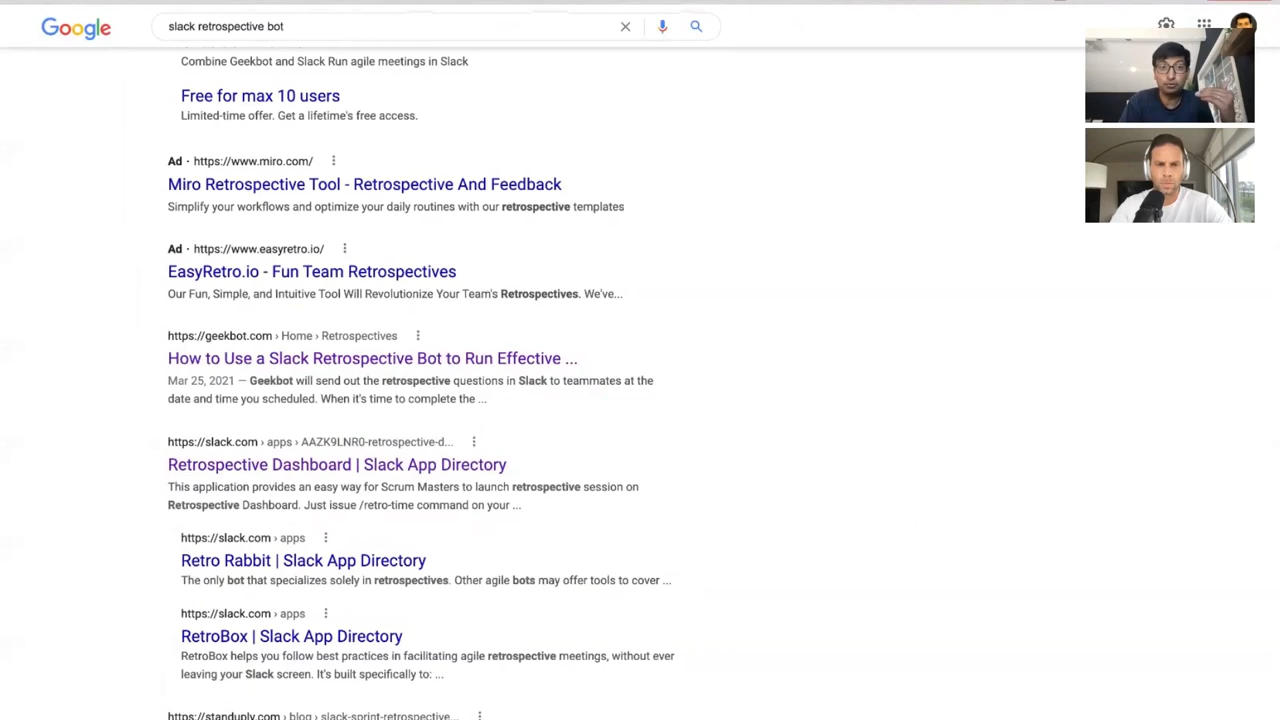 Google
slack retrospective bot
Combine Geekbot and Slack Run agile meetings in Slack
Free for max 10 users
Limited-time offer. Get a lifetime's free access.
Ad · https://www.miro.com/
Miro Retrospective Tool - Retrospective And Feedback
Simplify your workflows and optimize your daily routines with our retrospective templates
Ad · https://www.easyretro.io/
EasyRetro.io - Fun Team Retrospectives
Our Fun, Simple, and Intuitive Tool Will Revolutionize Your Team's Retrospectives. We've...
https://geekbot.com › Home › Retrospectives
How to Use a Slack Retrospective Bot to Run Effective ...
Mar 25, 2021 — Geekbot will send out the retrospective questions in Slack to teammates at the
date and time you scheduled. When it's time to complete the ...
https://slack.com › apps › AAZK9LNR0-retrospective-d...
Retrospective Dashboard | Slack App Directory
This application provides an easy way for Scrum Masters to launch retrospective session on
Retrospective Dashboard. Just issue /retro-time command on your ...
https://slack.com › apps
Retro Rabbit | Slack App Directory
The only bot that specializes solely in retrospectives. Other agile bots may offer tools to cover ...
https://slack.com › apps
RetroBox | Slack App Directory
RetroBox helps you follow best practices in facilitating agile retrospective meetings, without ever
leaving your Slack screen. It's built specifically to: ...
https://standuply.com › blog › slack-sprint-retrospective...